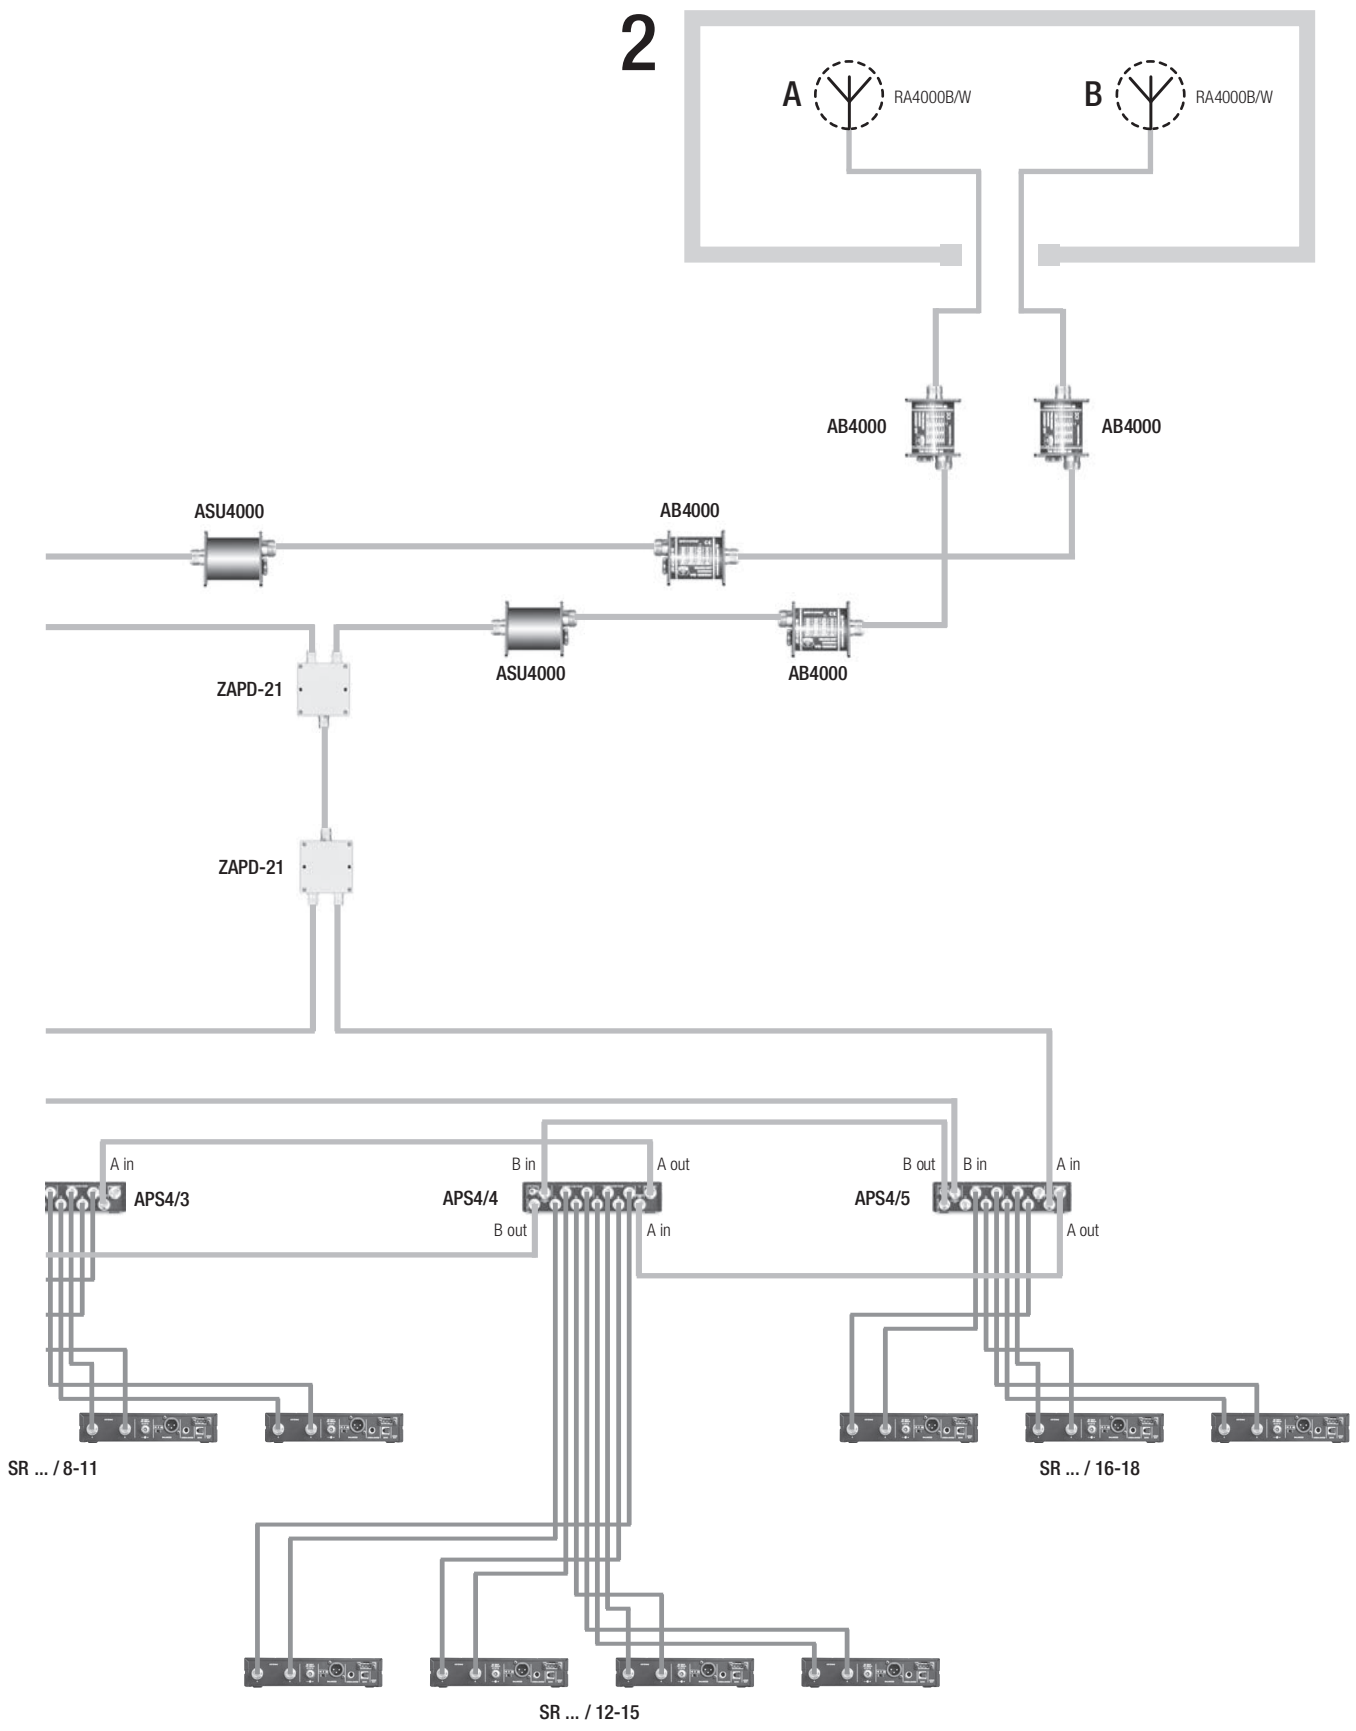 2
A RA4000B/W B RA4000B/W
AB4000 AB4000
ASU4000 AB4000
ASU4000 AB4000
ZAPD-21
ZAPD-21
A in B in A out B out B in A in
APS4/3 APS4/4 APS4/5
B out A in A out
SR ... / 8-11 SR ... / 16-18
SR ... / 12-15